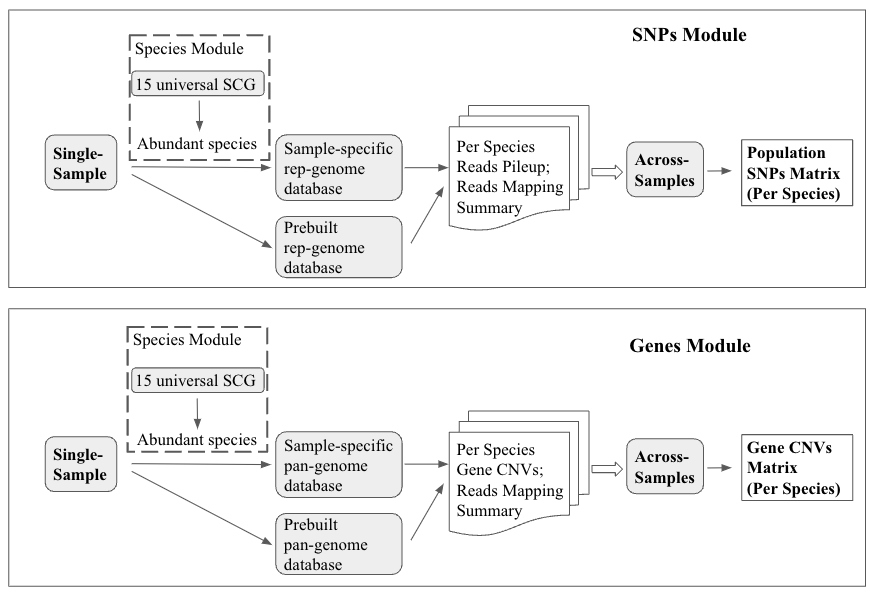 SNPs Module
Species Module
15 universal SCG
Abundant species
Single-
Sample
Sample-specific
rep-genome
database
Prebuilt
rep-genome
database
Per Species
Reads Pileup;
Reads Mapping
Summary
Across-
Samples
Population
SNPs Matrix
(Per Species)
Genes Module
Species Module
15 universal SCG
Abundant species
Single-
Sample
Sample-specific
pan-genome
database
Prebuilt
pan-genome
database
Per Species
Gene CNVs;
Reads Mapping
Summary
Across-
Samples
Gene CNVs
Matrix
(Per Species)